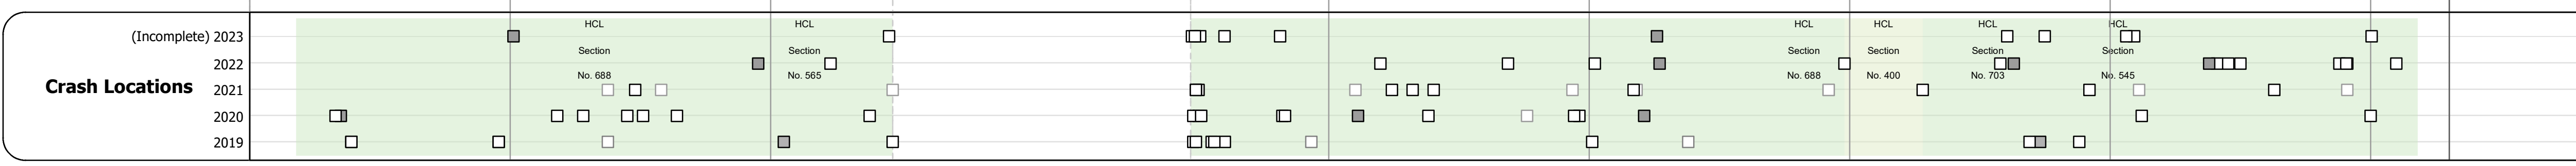 Crash Locations
(Incomplete) 2023
2022
2021
2020
2019
HCL
Section
No. 688
HCL
Section
No. 565
HCL
Section
No. 688
HCL
Section
No. 400
HCL
Section
No. 703
HCL
Section
No. 545